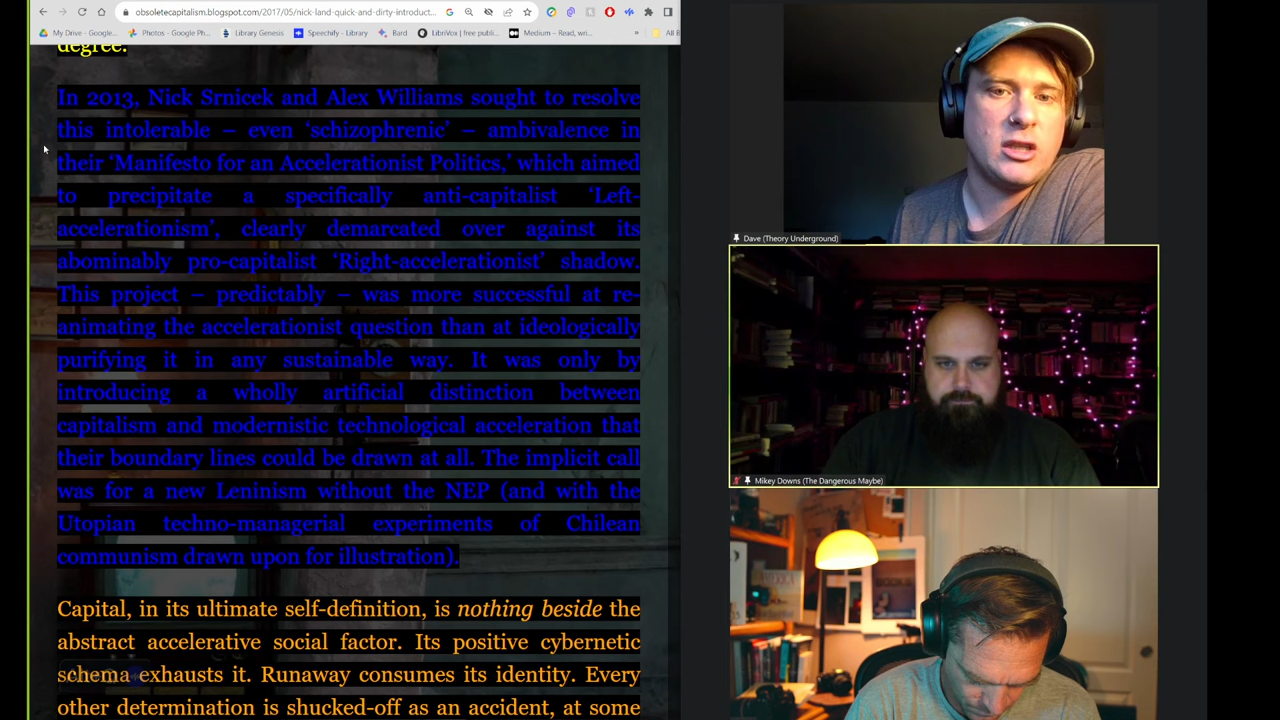 obsoletecapitalism.blogspot.com/2017/05/nick-land-quick-and-dirty-introduct...
My Drive - Google D...
Photos - Google Ph...
Library Genesis
Speechify - Library
Bard
LibriVox | free publi...
Medium – Read, wri...
»
All B
degree.
In 2013, Nick Srnicek and Alex Williams sought to resolve
this intolerable – even ‘schizophrenic’ – ambivalence in
their ‘Manifesto for an Accelerationist Politics,’ which aimed
to precipitate a specifically anti-capitalist ‘Left-
accelerationism’, clearly demarcated over against its
abominably pro-capitalist ‘Right-accelerationist’ shadow.
This project – predictably – was more successful at re-
animating the accelerationist question than at ideologically
purifying it in any sustainable way. It was only by
introducing a wholly artificial distinction between
capitalism and modernistic technological acceleration that
their boundary lines could be drawn at all. The implicit call
was for a new Leninism without the NEP (and with the
Utopian techno-managerial experiments of Chilean
communism drawn upon for illustration).
Capital, in its ultimate self-definition, is nothing beside the
abstract accelerative social factor. Its positive cybernetic
schema exhausts it. Runaway consumes its identity. Every
other determination is shucked-off as an accident, at some
Dave (Theory Underground)
Mikey Downs (The Dangerous Maybe)